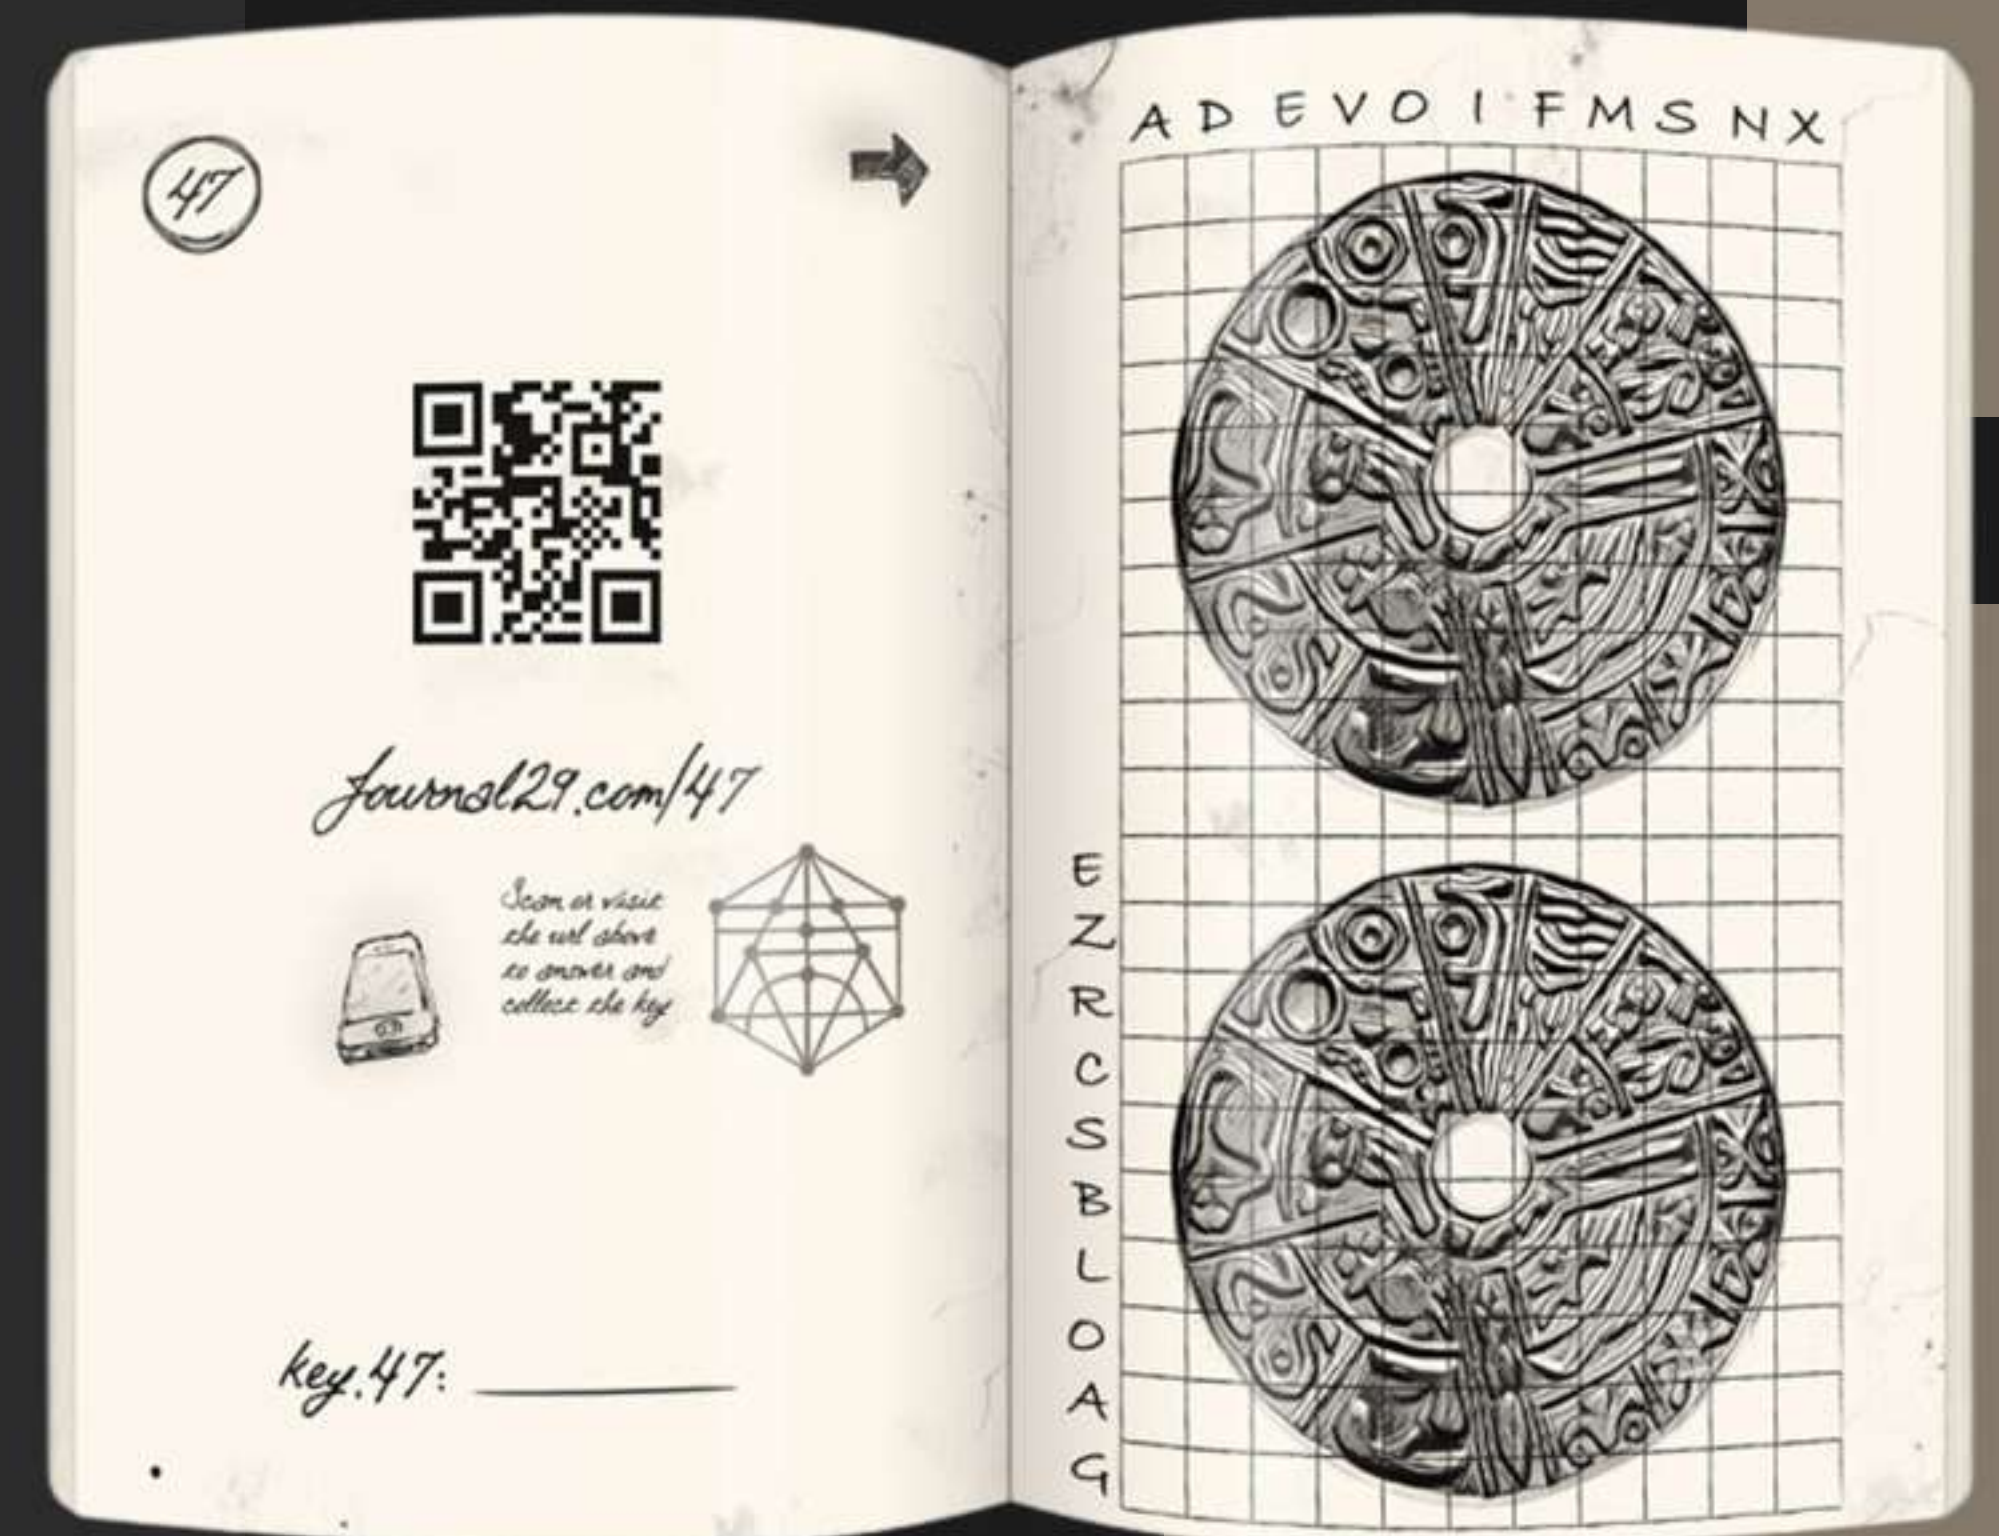 47
Journal29.com/47
Scan or visit
the url above
to answer and
collect the key
key.47:
A D E V O I F M S N X
E
Z
R
C
S
B
L
O
A
G